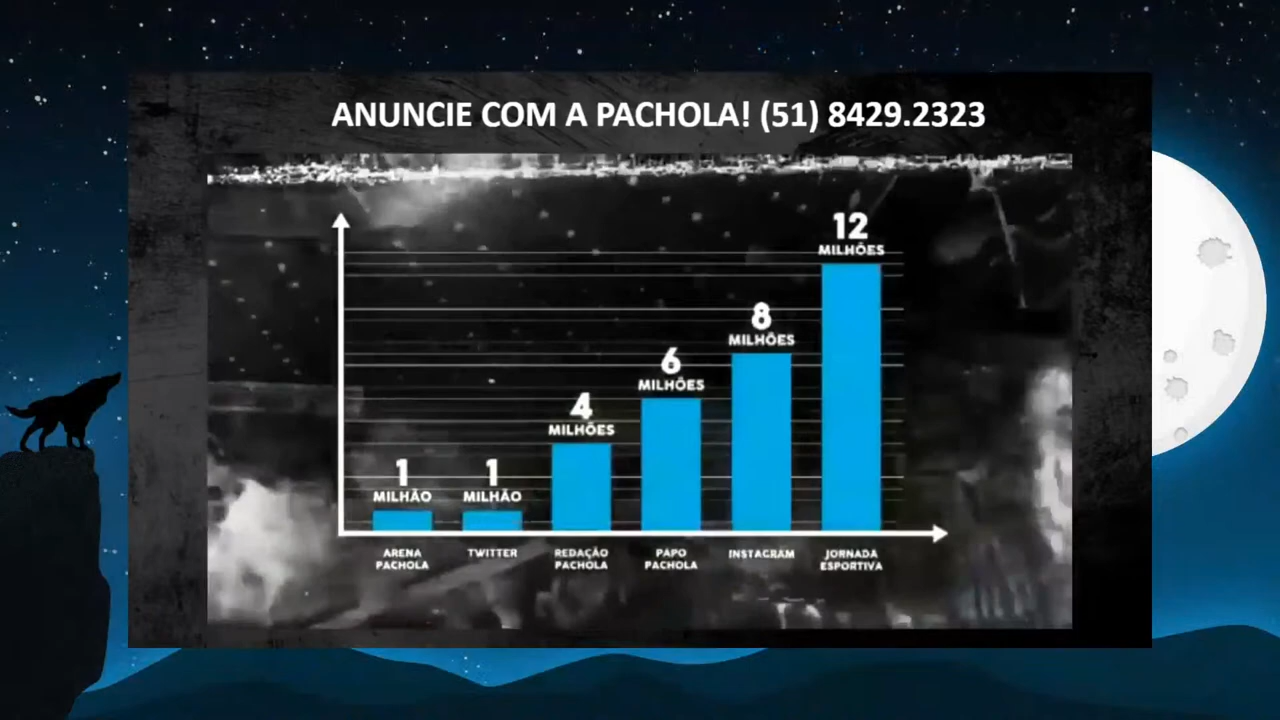 ANUNCIE COM A PACHOLA! (51) 8429.2323
12
MILHÕES
8
MILHÕES
6
MILHÕES
4
MILHÕES
1
MILHÃO
1
MILHÃO
ARENA
PACHOLA
TWITTER
REDAÇÃO
PACHOLA
PAPO
PACHOLA
INSTAGRAM
JORNADA
ESPORTIVA